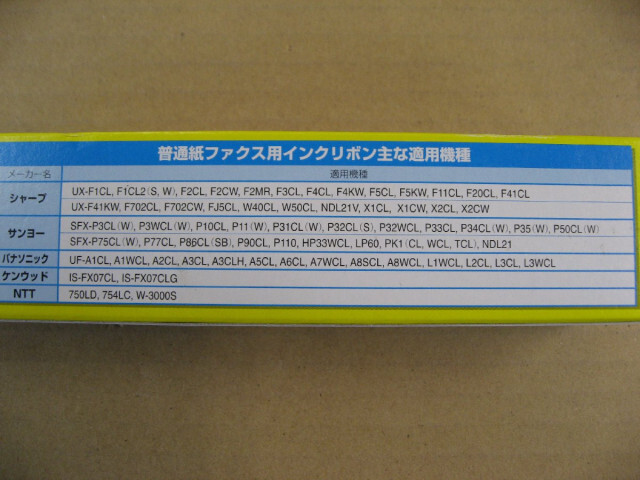 普通紙ファクス用インクリボン主な適用機種
メーカー名 適用機種
シャープ UX-F1CL, F1CL2(S, W), F2CL, F2CW, F2MR, F3CL, F4CL, F4KW, F5CL, F5KW, F11CL, F20CL, F41CL
UX-F41KW, F702CL, F702CW, FJ5CL, W40CL, W50CL, NDL21V, X1CL, X1CW, X2CL, X2CW
サンヨー SFX-P3CL(W), P3WCL(W), P10CL, P11(W), P31CL(W), P32CL(S), P32WCL, P33CL, P34CL(W), P35(W), P50CL(W)
SFX-P75CL(W), P77CL, P86CL(SB), P90CL, P110, HP33WCL, LP60, PK1(CL, WCL, TCL), NDL21
パナソニック UF-A1CL, A1WCL, A2CL, A3CL, A3CLH, A5CL, A6CL, A7WCL, A8SCL, A8WCL, L1WCL, L2CL, L3CL, L3WCL
ケンウッド IS-FX07CL, IS-FX07CLG
NTT 750LD, 754LC, W-3000S